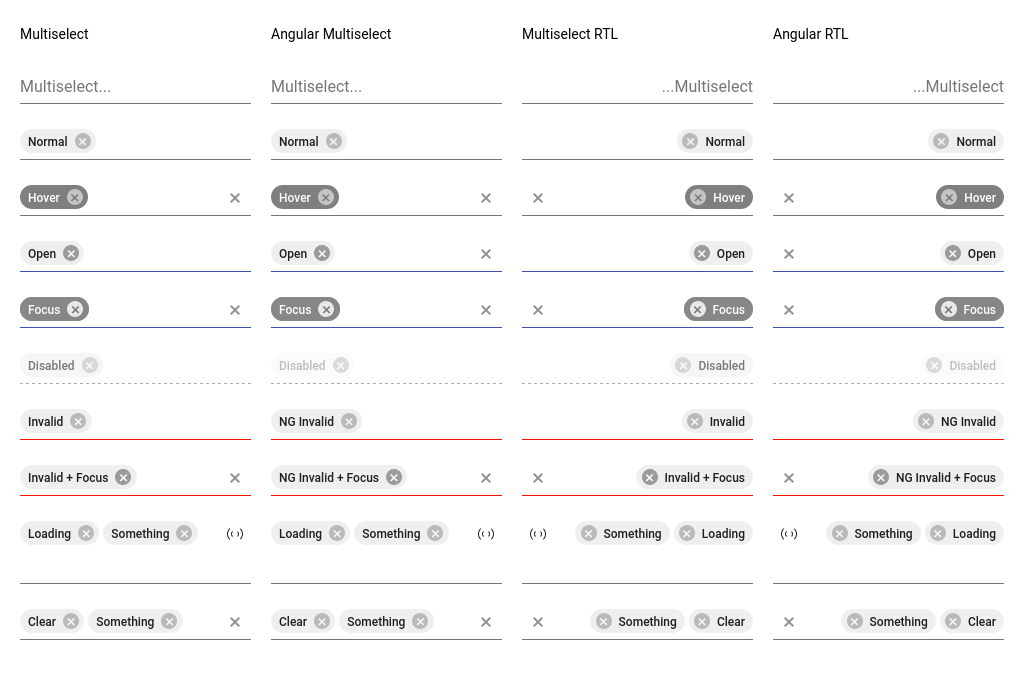 Multiselect Angular Multiselect Multiselect RTL Angular RTL
Multiselect... Multiselect... ...Multiselect ...Multiselect
Normal Normal Normal Normal
Hover Hover Hover Hover
Open Open Open Open
Focus Focus Focus Focus
Disabled Disabled Disabled Disabled
Invalid NG Invalid Invalid NG Invalid
Invalid + Focus NG Invalid + Focus Invalid + Focus NG Invalid + Focus
Loading Something Loading Something Something Loading Something Loading
Clear Something Clear Something Something Clear Something Clear